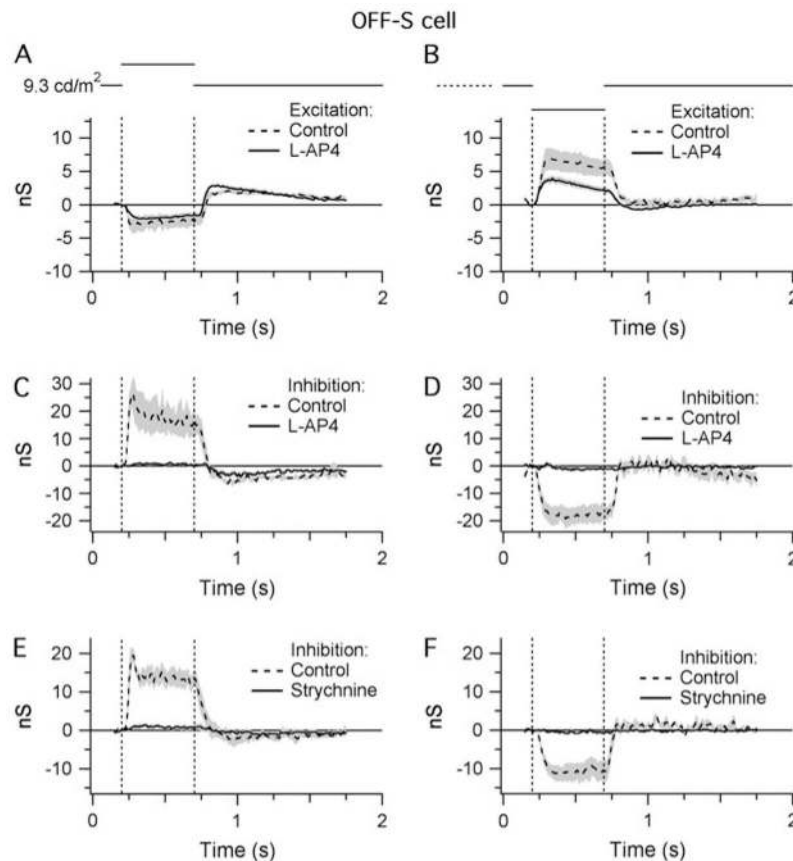 OFF-S cell
A
B
9.3 cd/m²
Excitation:
Control
L-AP4
Excitation:
Control
L-AP4
10
5
0
-5
-10
nS
0
1
2
Time (s)
10
5
0
-5
-10
nS
0
1
2
Time (s)
C
D
Inhibition:
Control
L-AP4
Inhibition:
Control
L-AP4
30
20
10
0
-10
-20
nS
0
1
2
Time (s)
30
20
10
0
-10
-20
nS
0
1
2
Time (s)
E
F
Inhibition:
Control
Strychnine
Inhibition:
Control
Strychnine
20
10
0
-10
nS
0
1
2
Time (s)
20
10
0
-10
nS
0
1
2
Time (s)